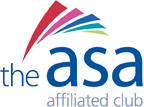 the asa
affiliated club